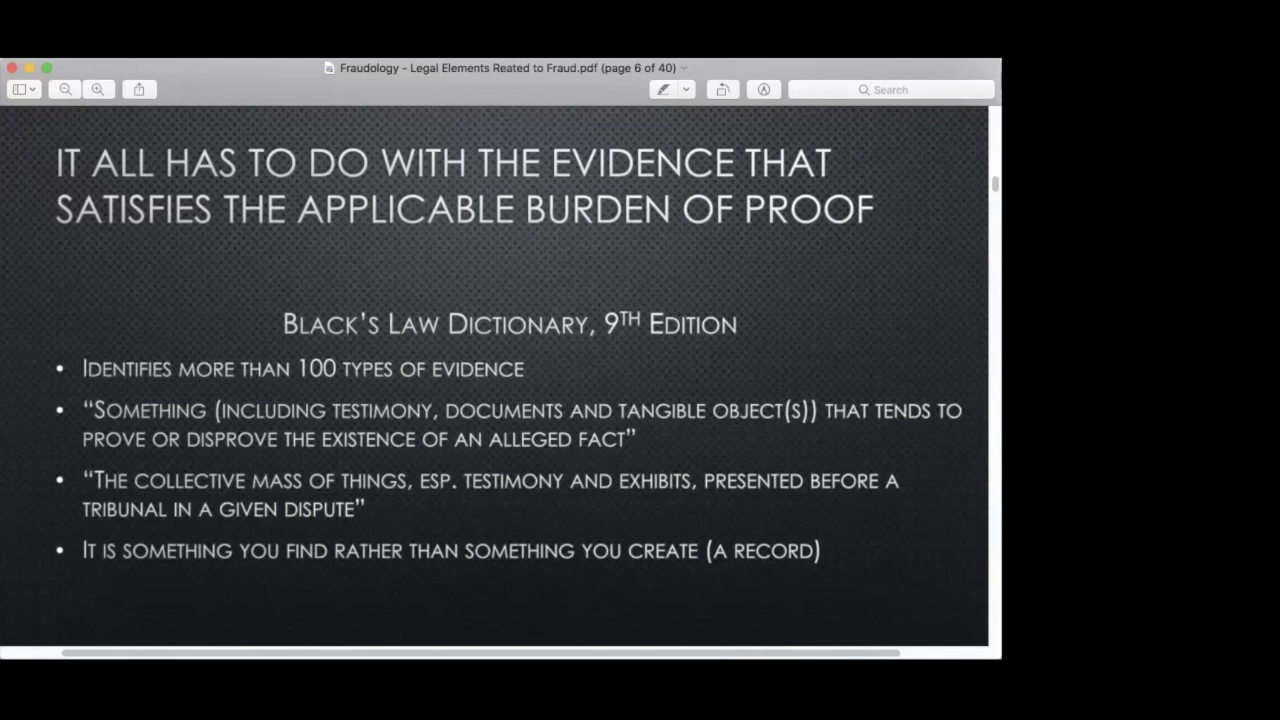 Fraudology - Legal Elements Reated to Fraud.pdf (page 6 of 40)
Search
IT ALL HAS TO DO WITH THE EVIDENCE THAT
SATISFIES THE APPLICABLE BURDEN OF PROOF
BLACK'S LAW DICTIONARY, 9TH EDITION
• IDENTIFIES MORE THAN 100 TYPES OF EVIDENCE
• “SOMETHING (INCLUDING TESTIMONY, DOCUMENTS AND TANGIBLE OBJECT(S)) THAT TENDS TO
PROVE OR DISPROVE THE EXISTENCE OF AN ALLEGED FACT”
• “THE COLLECTIVE MASS OF THINGS, ESP. TESTIMONY AND EXHIBITS, PRESENTED BEFORE A
TRIBUNAL IN A GIVEN DISPUTE”
• IT IS SOMETHING YOU FIND RATHER THAN SOMETHING YOU CREATE (A RECORD)